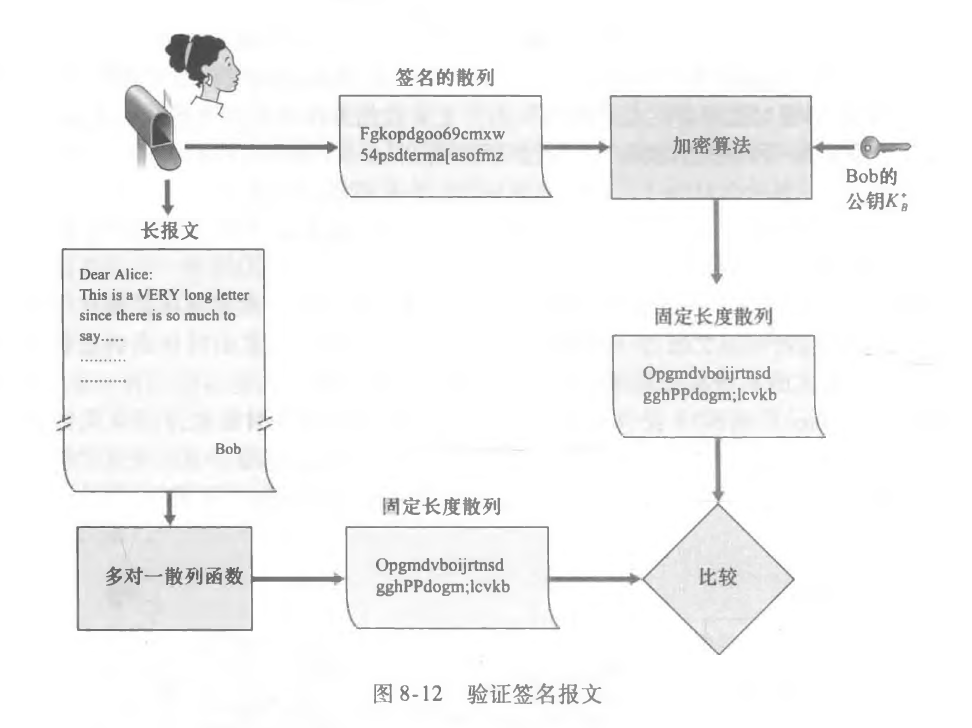 签名的散列
Fgkopdgoo69cmxw
54psdterma[asofmz
加密算法
Bob的
公钥K_B^+
长报文
Dear Alice:
This is a VERY long letter
since there is so much to
say.....
..........
..........
Bob
固定长度散列
Opgmdvboijrtnsd
gghPPdogm;lcvkb
多对一散列函数
固定长度散列
Opgmdvboijrtnsd
gghPPdogm;lcvkb
比较
图 8-12 验证签名报文